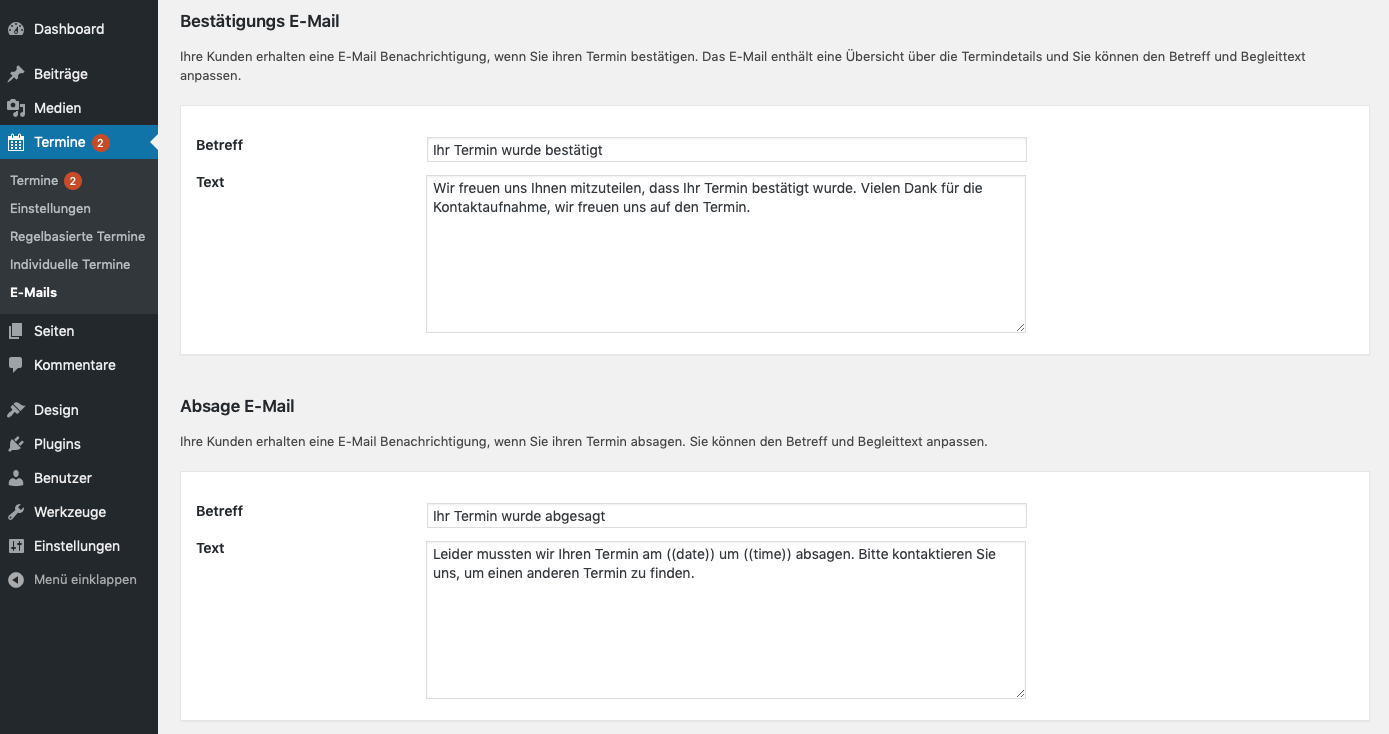 Dashboard
Beiträge
Medien
Termine 2
Termine 2
Einstellungen
Regelbasierte Termine
Individuelle Termine
E-Mails
Seiten
Kommentare
Design
Plugins
Benutzer
Werkzeuge
Einstellungen
Menü einklappen
Bestätigungs E-Mail
Ihre Kunden erhalten eine E-Mail Benachrichtigung, wenn Sie ihren Termin bestätigen. Das E-Mail enthält eine Übersicht über die Termindetails und Sie können den Betreff und Begleittext
anpassen.
Betreff
Ihr Termin wurde bestätigt
Text
Wir freuen uns Ihnen mitzuteilen, dass Ihr Termin bestätigt wurde. Vielen Dank für die
Kontaktaufnahme, wir freuen uns auf den Termin.
Absage E-Mail
Ihre Kunden erhalten eine E-Mail Benachrichtigung, wenn Sie ihren Termin absagen. Sie können den Betreff und Begleittext anpassen.
Betreff
Ihr Termin wurde abgesagt
Text
Leider mussten wir Ihren Termin am ((date)) um ((time)) absagen. Bitte kontaktieren Sie
uns, um einen anderen Termin zu finden.